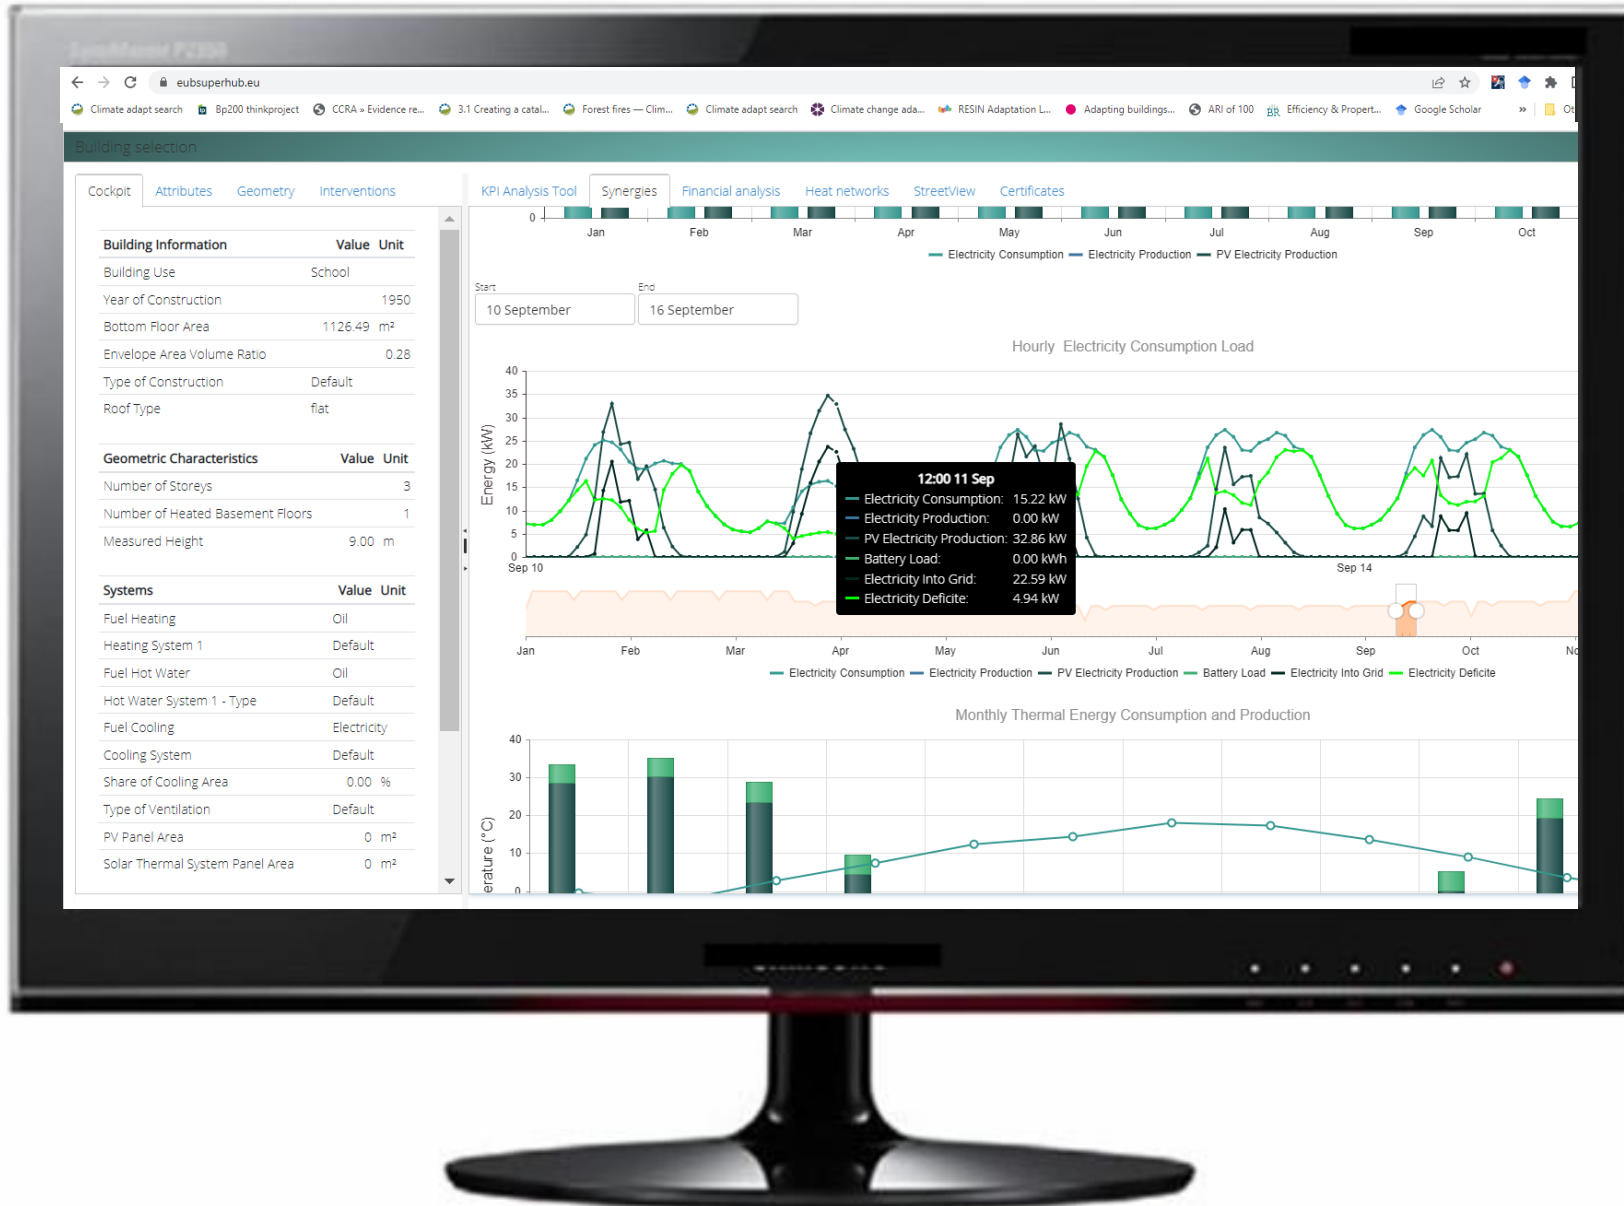 SyncMaster P2350
eubsuperhub.eu
Climate adapt search
Bp200 thinkproject
CCRA » Evidence re...
3.1 Creating a catal...
Forest fires — Clim...
Climate adapt search
Climate change ada...
RESIN Adaptation L...
Adapting buildings...
ARI of 100
BR Efficiency & Propert...
Google Scholar
»
Ot
Building selection
Cockpit Attributes Geometry Interventions
Building Information Value Unit
Building Use School
Year of Construction 1950
Bottom Floor Area 1126.49 m²
Envelope Area Volume Ratio 0.28
Type of Construction Default
Roof Type flat
Geometric Characteristics Value Unit
Number of Storeys 3
Number of Heated Basement Floors 1
Measured Height 9.00 m
Systems Value Unit
Fuel Heating Oil
Heating System 1 Default
Fuel Hot Water Oil
Hot Water System 1 - Type Default
Fuel Cooling Electricity
Cooling System Default
Share of Cooling Area 0.00 %
Type of Ventilation Default
PV Panel Area 0 m²
Solar Thermal System Panel Area 0 m²
KPI Analysis Tool Synergies Financial analysis Heat networks StreetView Certificates
0
Jan Feb Mar Apr May Jun Jul Aug Sep Oct
Electricity Consumption Electricity Production PV Electricity Production
Start End
10 September 16 September
Hourly Electricity Consumption Load
Energy (kW)
40
35
30
25
20
15
10
5
0
Sep 10 Sep 14
12:00 11 Sep
Electricity Consumption: 15.22 kW
Electricity Production: 0.00 kW
PV Electricity Production: 32.86 kW
Battery Load: 0.00 kWh
Electricity Into Grid: 22.59 kW
Electricity Deficite: 4.94 kW
Jan Feb Mar Apr May Jun Jul Aug Sep Oct No
Electricity Consumption Electricity Production PV Electricity Production Battery Load Electricity Into Grid Electricity Deficite
Monthly Thermal Energy Consumption and Production
erature (°C)
40
30
20
10
0